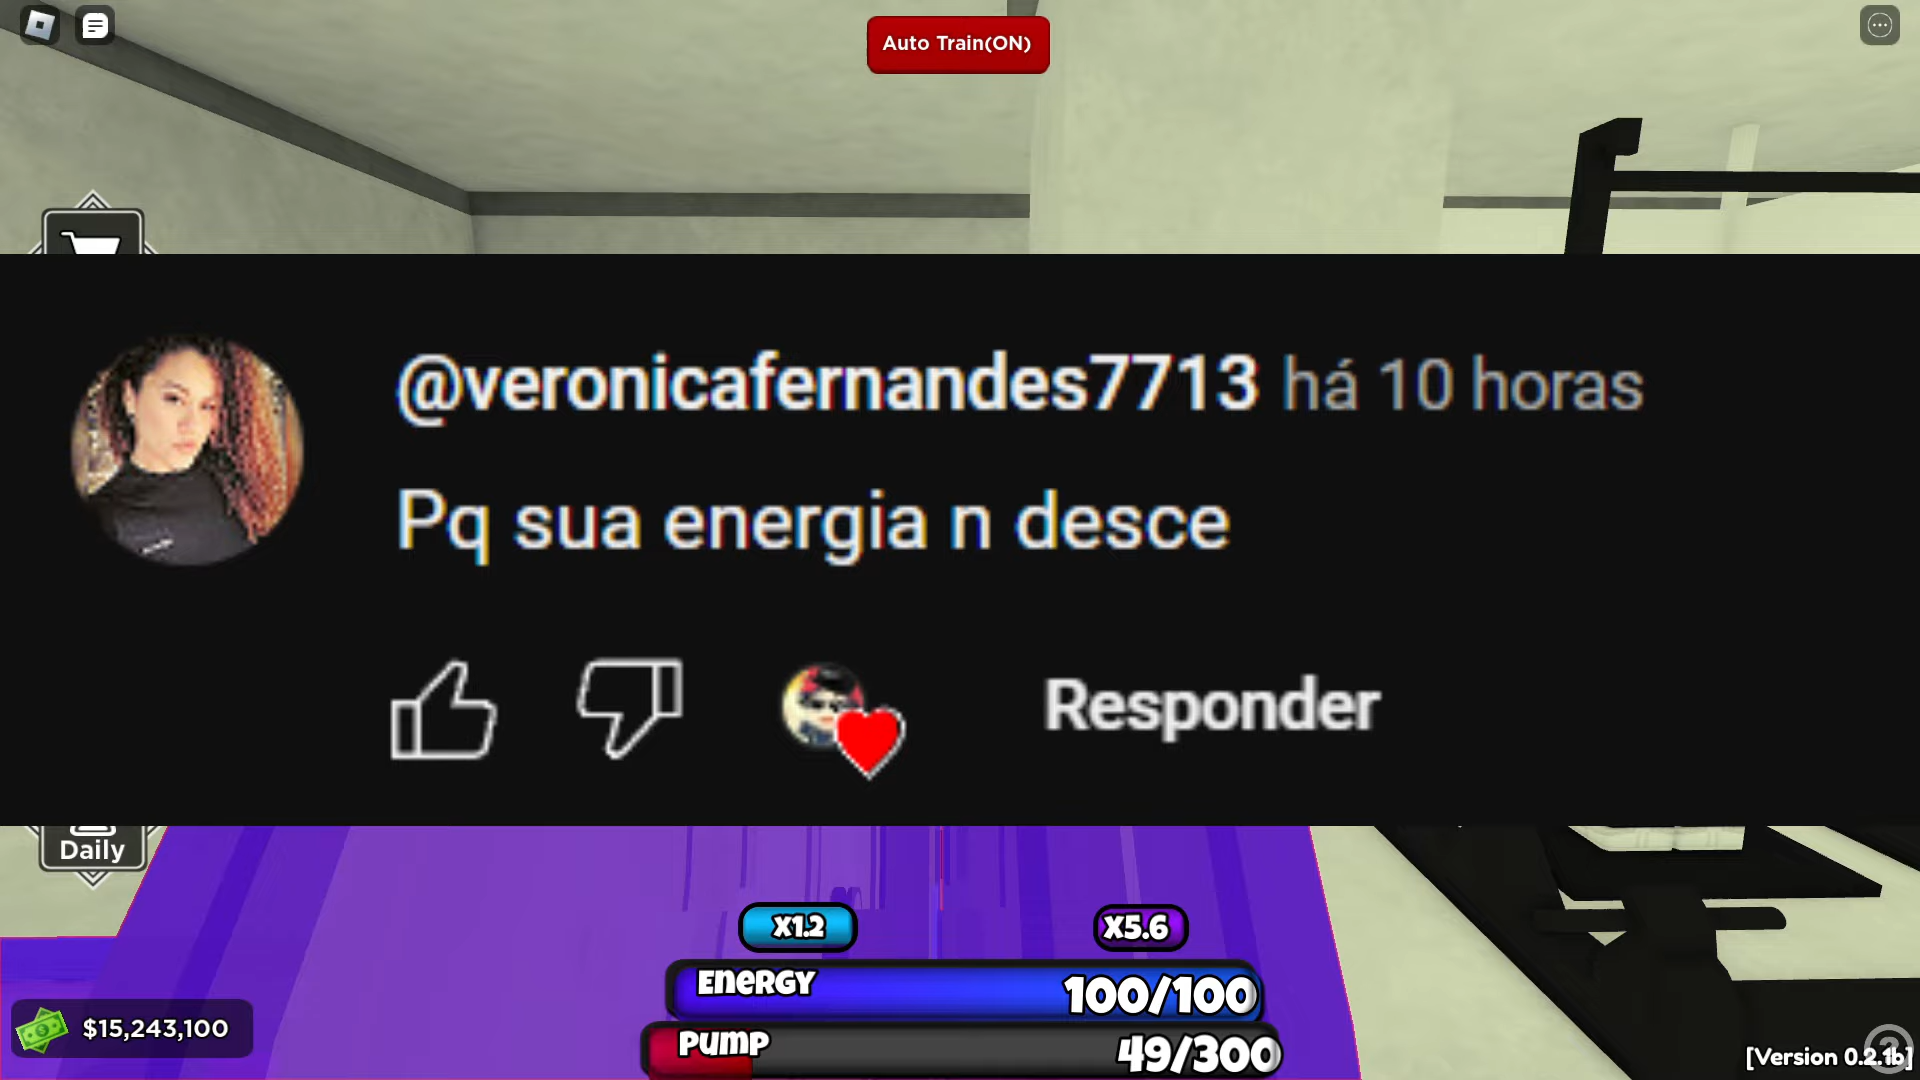 Auto Train(ON)
@veronicafernandes7713 há 10 horas
Pq sua energia n desce
Responder
Daily
X1.2
X5.6
ENERGY
100/100
$15,243,100
PUMP
49/300
[Version 0.2.1b]